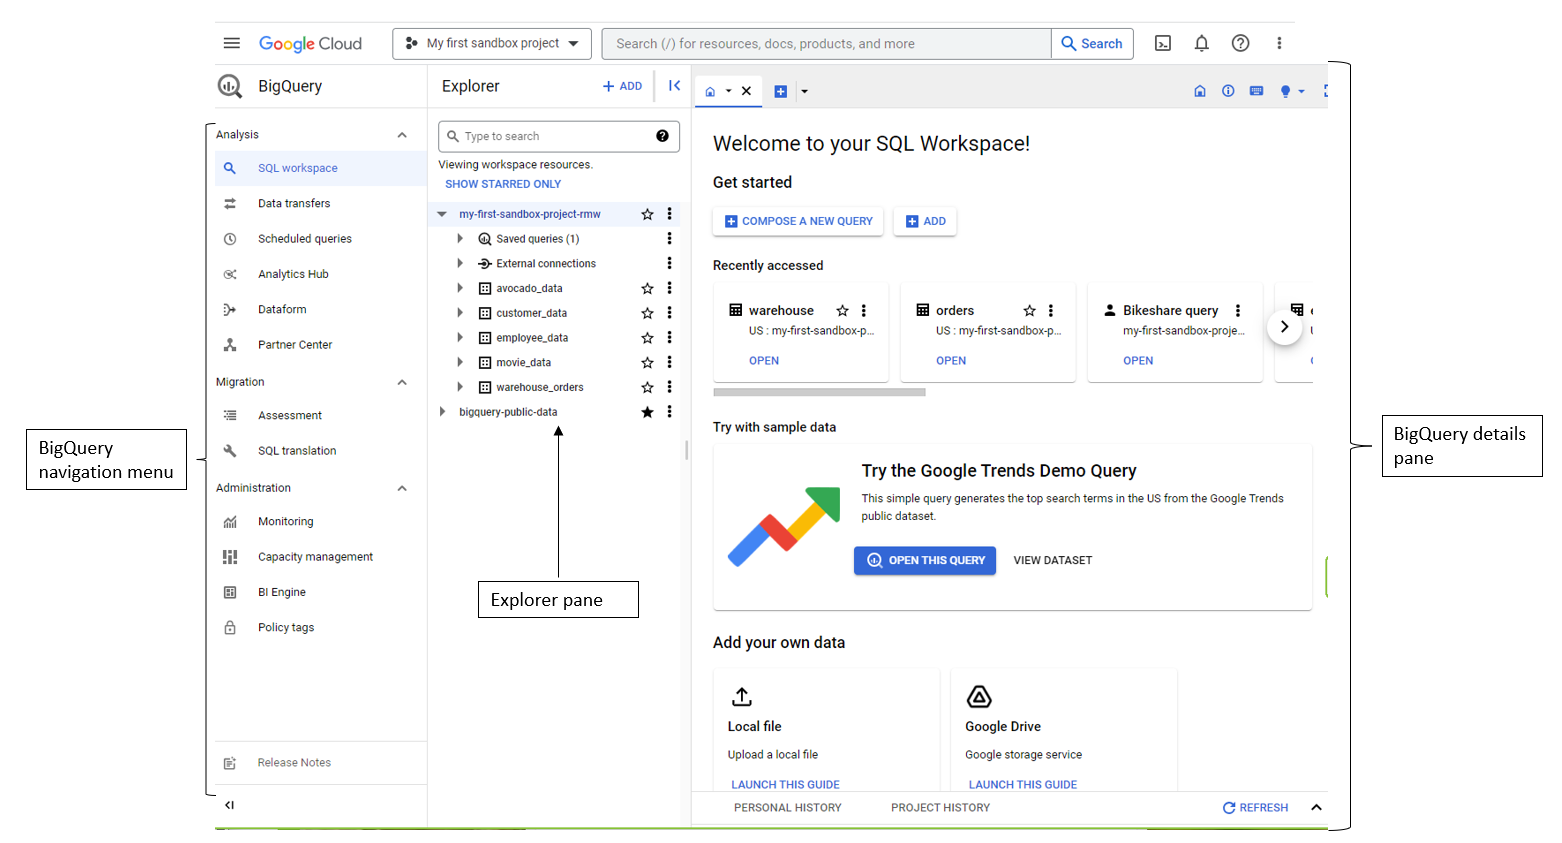 Google Cloud
My first sandbox project
Search (/) for resources, docs, products, and more
Search
BigQuery
Analysis
SQL workspace
Data transfers
Scheduled queries
Analytics Hub
Dataform
Partner Center
Migration
Assessment
SQL translation
Administration
Monitoring
Capacity management
BI Engine
Policy tags
Release Notes
BigQuery
navigation menu
Explorer
+ ADD
Type to search
Viewing workspace resources.
SHOW STARRED ONLY
my-first-sandbox-project-rmw
Saved queries (1)
External connections
avocado_data
customer_data
employee_data
movie_data
warehouse_orders
bigquery-public-data
Explorer pane
Welcome to your SQL Workspace!
Get started
COMPOSE A NEW QUERY
ADD
Recently accessed
warehouse
US : my-first-sandbox-p...
OPEN
orders
US : my-first-sandbox-p...
OPEN
Bikeshare query
my-first-sandbox-proje...
OPEN
Try with sample data
Try the Google Trends Demo Query
This simple query generates the top search terms in the US from the Google Trends
public dataset.
OPEN THIS QUERY
VIEW DATASET
Add your own data
Local file
Upload a local file
LAUNCH THIS GUIDE
Google Drive
Google storage service
LAUNCH THIS GUIDE
PERSONAL HISTORY
PROJECT HISTORY
REFRESH
BigQuery details
pane